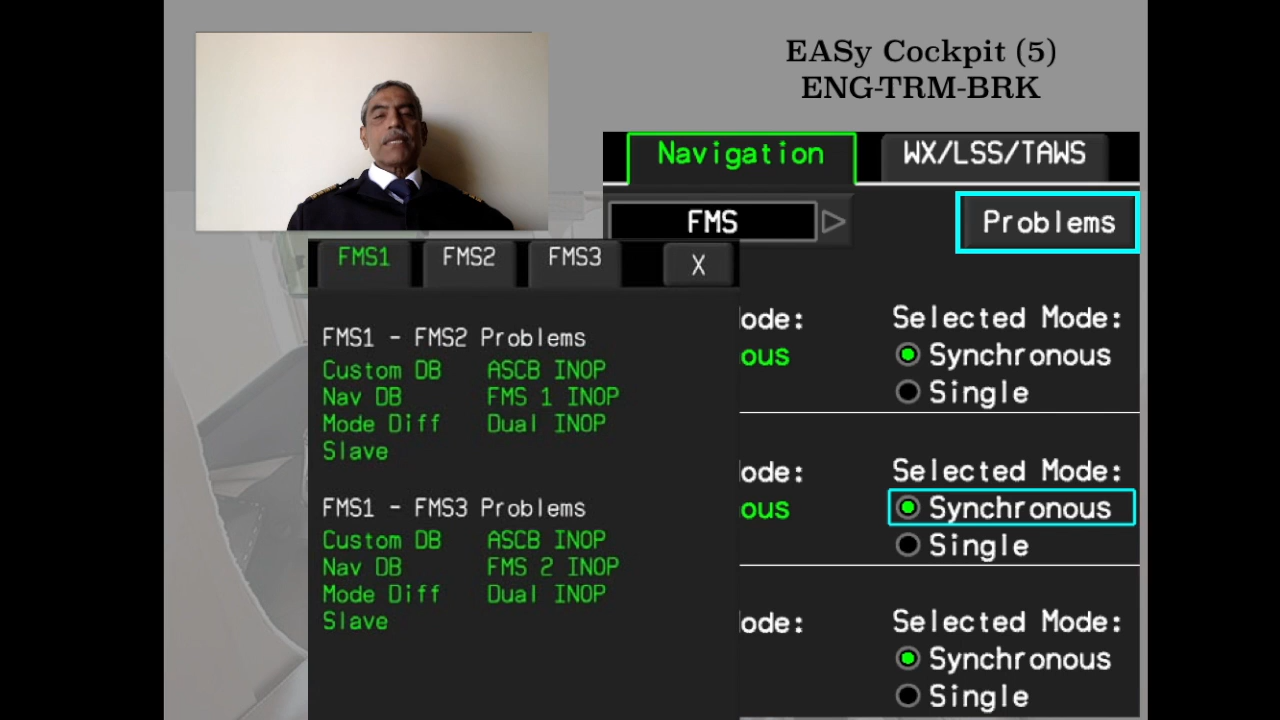 EASy Cockpit (5)
ENG-TRM-BRK
Navigation
WX/LSS/TAWS
FMS
Problems
FMS1
FMS2
FMS3
X
FMS1 - FMS2 Problems
Custom DB ASCB INOP
Nav DB FMS 1 INOP
Mode Diff Dual INOP
Slave
FMS1 - FMS3 Problems
Custom DB ASCB INOP
Nav DB FMS 2 INOP
Mode Diff Dual INOP
Slave
ode: Selected Mode:
ous Synchronous
Single
ode: Selected Mode:
ous Synchronous
Single
ode: Selected Mode:
Synchronous
Single